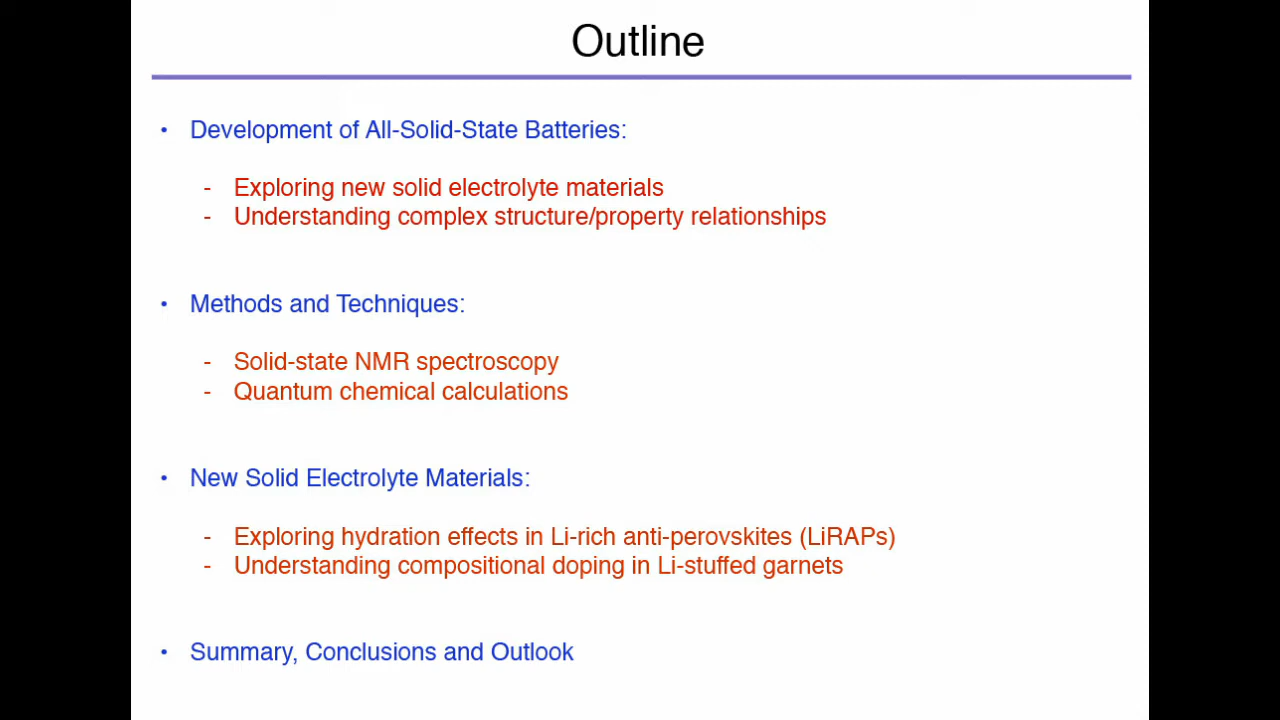 Outline
• Development of All-Solid-State Batteries:
- Exploring new solid electrolyte materials
- Understanding complex structure/property relationships
• Methods and Techniques:
- Solid-state NMR spectroscopy
- Quantum chemical calculations
• New Solid Electrolyte Materials:
- Exploring hydration effects in Li-rich anti-perovskites (LiRAPs)
- Understanding compositional doping in Li-stuffed garnets
• Summary, Conclusions and Outlook